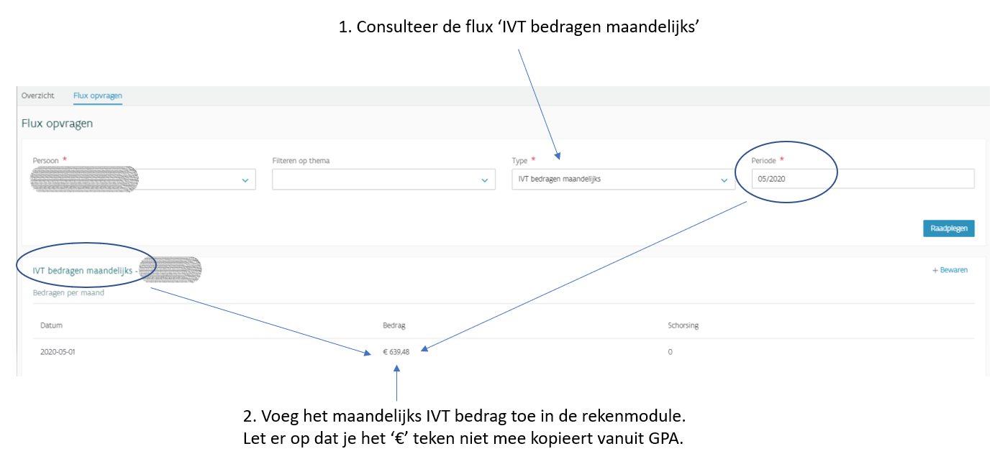 1. Consulteer de flux ‘IVT bedragen maandelijks’
Overzicht Flux opvragen
Flux opvragen
Persoon * Filteren op thema Type * Periode *
IVT bedragen maandelijks 05/2020
Raadplegen
IVT bedragen maandelijks - + Bewaren
Bedragen per maand
Datum Bedrag Schorsing
2020-05-01 € 639,48 0
2. Voeg het maandelijks IVT bedrag toe in de rekenmodule.
Let er op dat je het ‘€’ teken niet mee kopieert vanuit GPA.